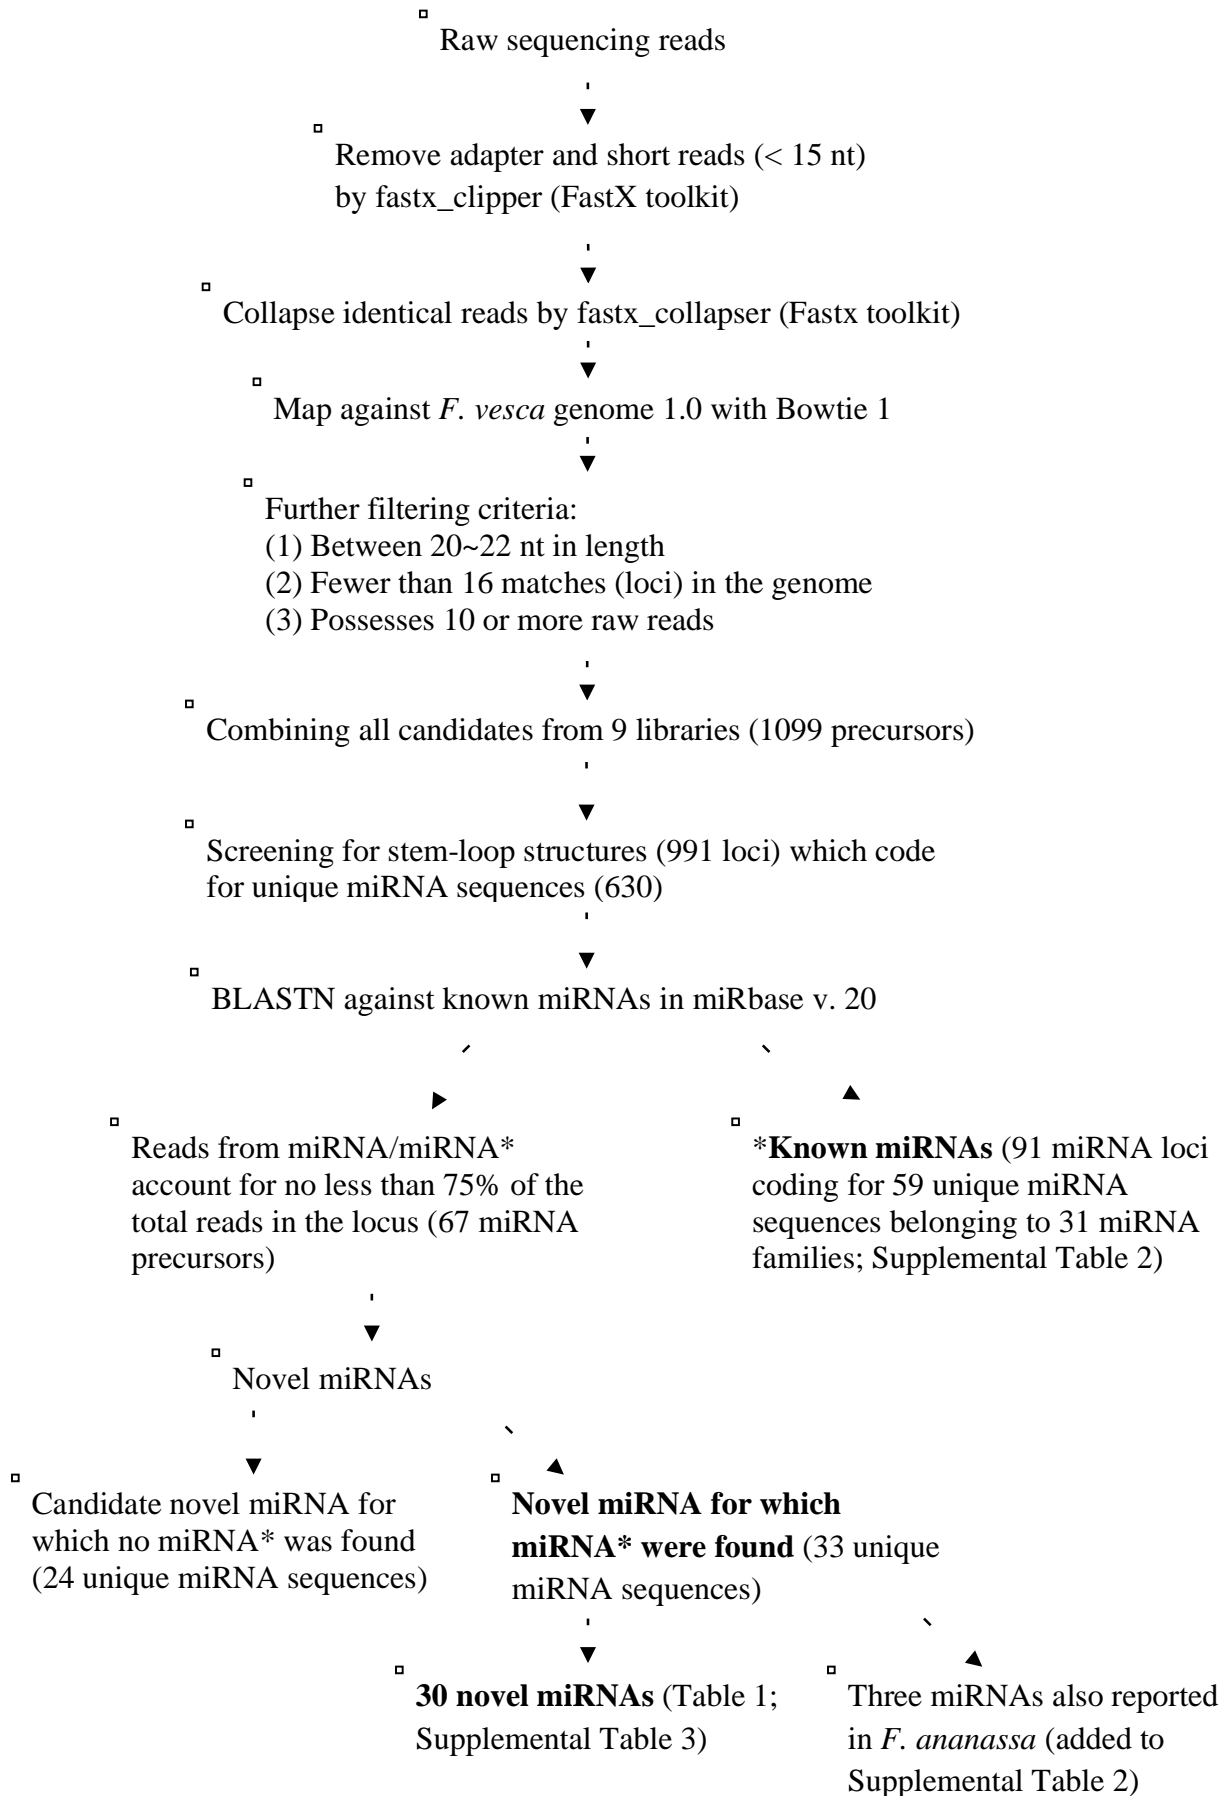 Raw sequencing reads
Remove adapter and short reads (< 15 nt)
by fastx_clipper (FastX toolkit)
Collapse identical reads by fastx_collapser (Fastx toolkit)
Map against F. vesca genome 1.0 with Bowtie 1
Further filtering criteria:
(1) Between 20~22 nt in length
(2) Fewer than 16 matches (loci) in the genome
(3) Possesses 10 or more raw reads
Combining all candidates from 9 libraries (1099 precursors)
Screening for stem-loop structures (991 loci) which code
for unique miRNA sequences (630)
BLASTN against known miRNAs in miRbase v. 20
Reads from miRNA/miRNA*
account for no less than 75% of the
total reads in the locus (67 miRNA
precursors)
*Known miRNAs (91 miRNA loci
coding for 59 unique miRNA
sequences belonging to 31 miRNA
families; Supplemental Table 2)
Novel miRNAs
Candidate novel miRNA for
which no miRNA* was found
(24 unique miRNA sequences)
Novel miRNA for which
miRNA* were found (33 unique
miRNA sequences)
30 novel miRNAs (Table 1;
Supplemental Table 3)
Three miRNAs also reported
in F. ananassa (added to
Supplemental Table 2)